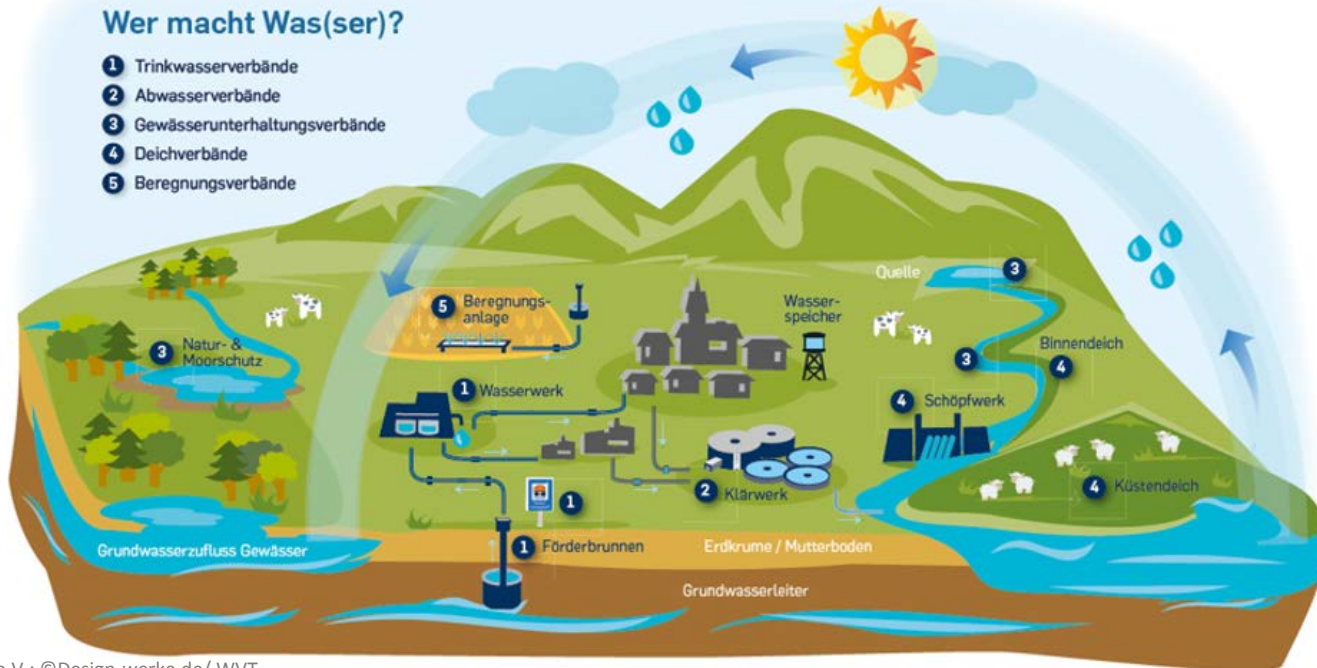 Wer macht Was(ser)?
1 Trinkwasserverbände
2 Abwasserverbände
3 Gewässerunterhaltungsverbände
4 Deichverbände
5 Beregnungsverbände
Quelle
3
5 Beregnungs-
anlage
Wasser-
speicher
3 Natur- &
Moorschutz
3
Binnendeich
4
1 Wasserwerk
4 Schöpfwerk
2 Klärwerk
4 Küstendeich
1
Grundwasserzufluss Gewässer
1 Förderbrunnen
Erdkrume / Mutterboden
Grundwasserleiter
©Design-werke.de/ WVT